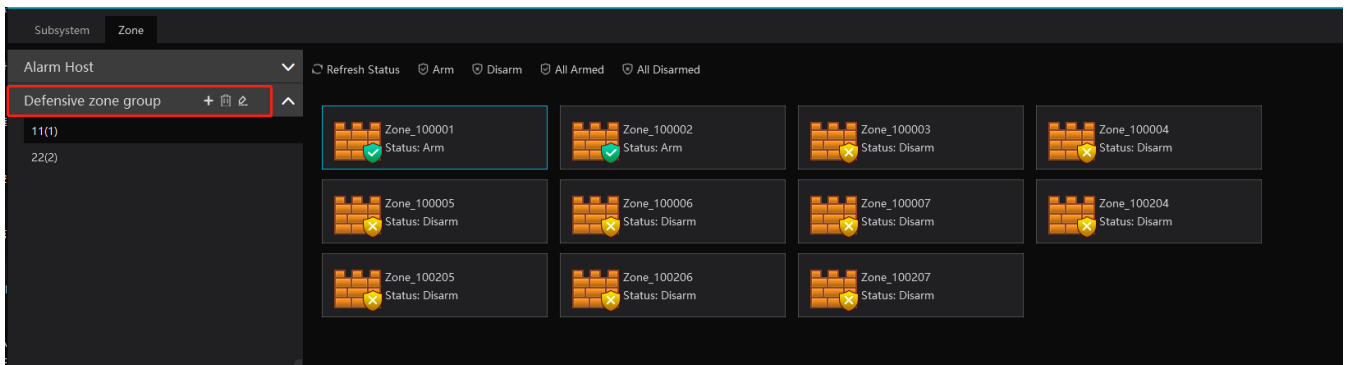 Subsystem Zone
Alarm Host
Refresh Status Arm Disarm All Armed All Disarmed
Defensive zone group
11(1)
22(2)
Zone_100001 Zone_100002 Zone_100003 Zone_100004
Status: Arm Status: Arm Status: Disarm Status: Disarm
Zone_100005 Zone_100006 Zone_100007 Zone_100204
Status: Disarm Status: Disarm Status: Disarm Status: Disarm
Zone_100205 Zone_100206 Zone_100207
Status: Disarm Status: Disarm Status: Disarm